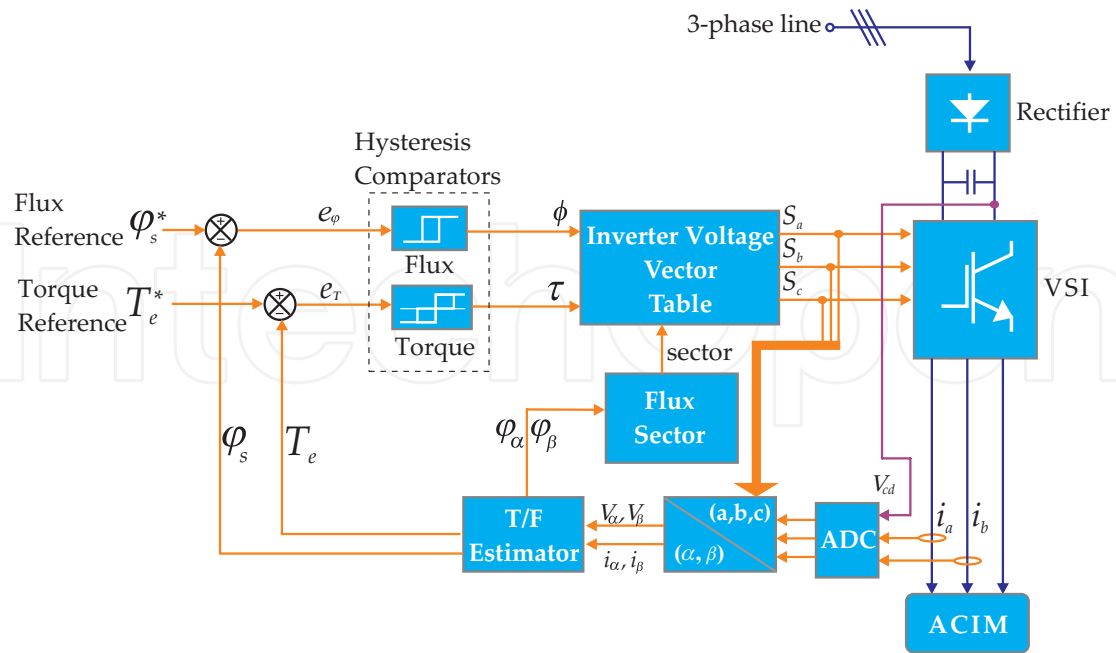 3-phase line
Rectifier
Hysteresis
Comparators
Flux
Reference
φs*
+
−
eφ
Flux
ϕ
Inverter Voltage
Vector
Table
Sa
Sb
Sc
VSI
Torque
Reference
Te*
+
−
eT
Torque
τ
sector
Flux
Sector
φs
Te
φα
φβ
Vcd
T/F
Estimator
Vα, Vβ
iα, iβ
(a,b,c)
(α, β)
ADC
ia
ib
ACIM
Intechopen